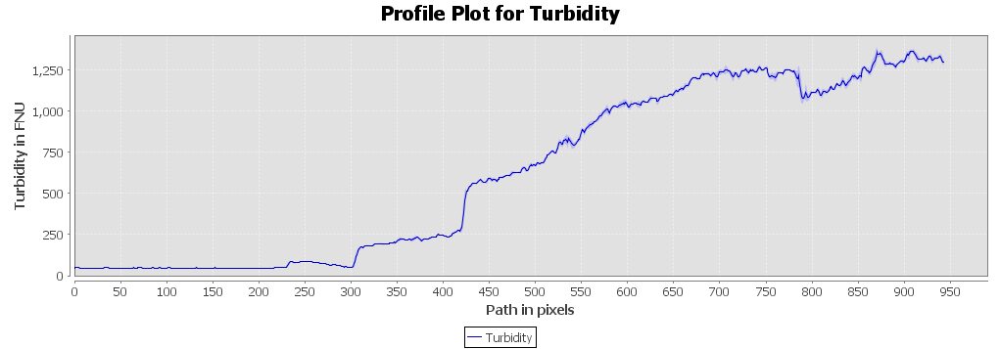 Profile Plot for Turbidity
Turbidity in FNU
1,250
1,000
750
500
250
0
0 50 100 150 200 250 300 350 400 450 500 550 600 650 700 750 800 850 900 950
Path in pixels
Turbidity